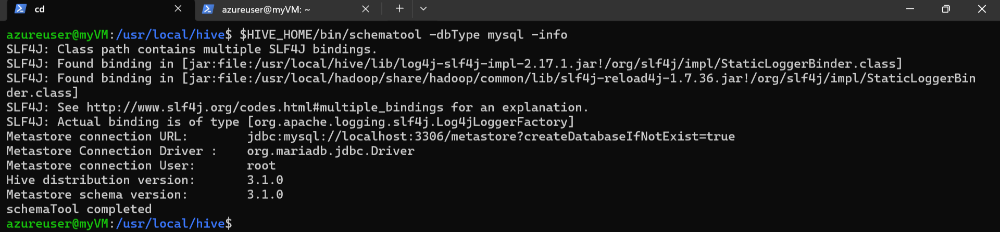 cd
azureuser@myVM: ~
azureuser@myVM:/usr/local/hive$ $HIVE_HOME/bin/schematool -dbType mysql -info
SLF4J: Class path contains multiple SLF4J bindings.
SLF4J: Found binding in [jar:file:/usr/local/hive/lib/log4j-slf4j-impl-2.17.1.jar!/org/slf4j/impl/StaticLoggerBinder.class]
SLF4J: Found binding in [jar:file:/usr/local/hadoop/share/hadoop/common/lib/slf4j-reload4j-1.7.36.jar!/org/slf4j/impl/StaticLoggerBin
der.class]
SLF4J: See http://www.slf4j.org/codes.html#multiple_bindings for an explanation.
SLF4J: Actual binding is of type [org.apache.logging.slf4j.Log4jLoggerFactory]
Metastore connection URL:        jdbc:mysql://localhost:3306/metastore?createDatabaseIfNotExist=true
Metastore Connection Driver :    org.mariadb.jdbc.Driver
Metastore connection User:       root
Hive distribution version:       3.1.0
Metastore schema version:        3.1.0
schemaTool completed
azureuser@myVM:/usr/local/hive$